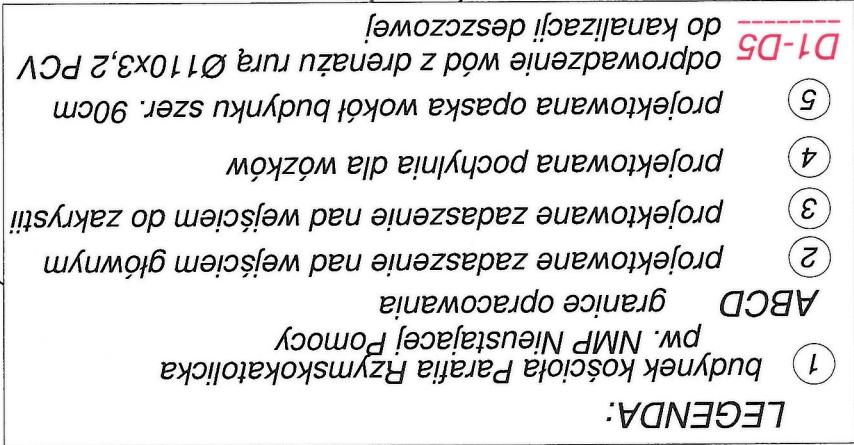 LEGENDA:
1 budynek kościoła Parafia Rzymskokatolicka
pw. NMP Nieustającej Pomocy
ABCD granice opracowania
2 projektowane zadaszenie nad wejściem głównym
3 projektowane zadaszenie nad wejściem do zakrystii
4 projektowana pochylnia dla wózków
5 projektowana opaska wokół budynku szer. 90cm
D1-D5 odprowadzenie wód z drenażu rurą Ø110x3,2 PCV
do kanalizacji deszczowej